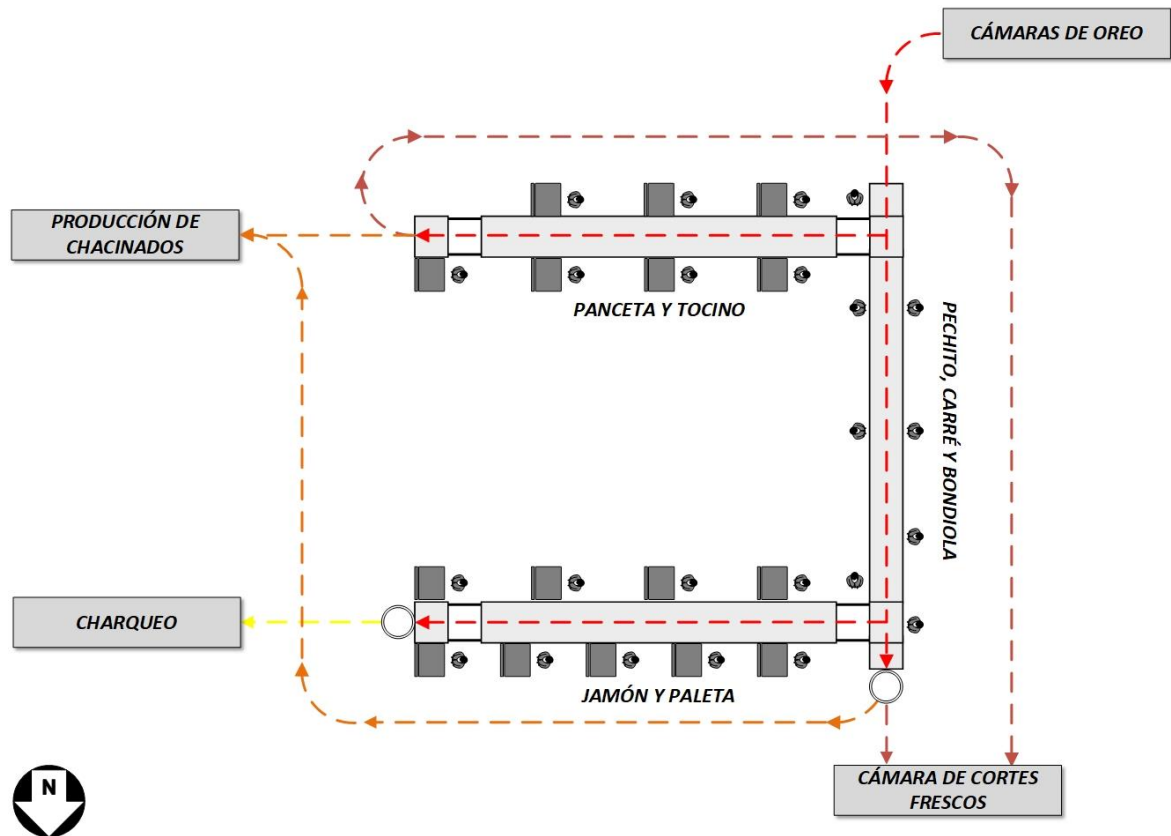 CÁMARAS DE OREO
PRODUCCIÓN DE
CHACINADOS
PANCETA Y TOCINO
PECHITO, CARRÉ Y BONDIOLA
CHARQUEO
JAMÓN Y PALETA
CÁMARA DE CORTES
FRESCOS
N